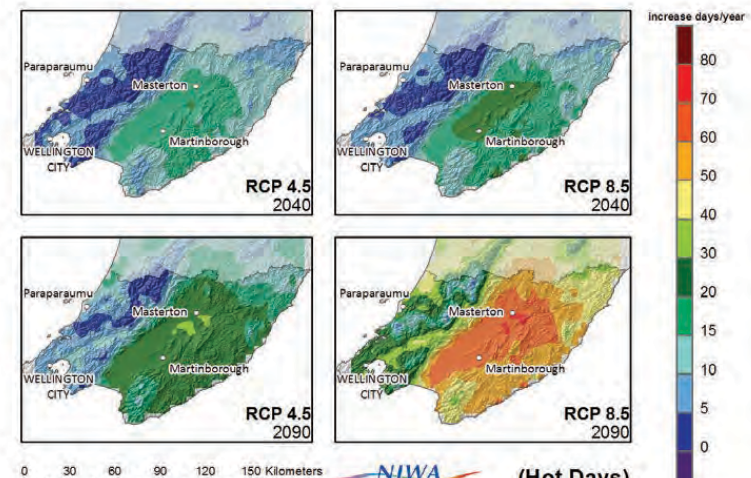 increase days/year
Paraparaumu
Masterton
Martinborough
WELLINGTON
CITY
RCP 4.5
2040
Paraparaumu
Masterton
Martinborough
WELLINGTON
CITY
RCP 8.5
2040
Paraparaumu
Masterton
Martinborough
WELLINGTON
CITY
RCP 4.5
2090
Paraparaumu
Masterton
Martinborough
WELLINGTON
CITY
RCP 8.5
2090
80
70
60
50
40
30
20
15
10
5
0
0 30 60 90 120 150 Kilometers
NIWA
(Hot Days)